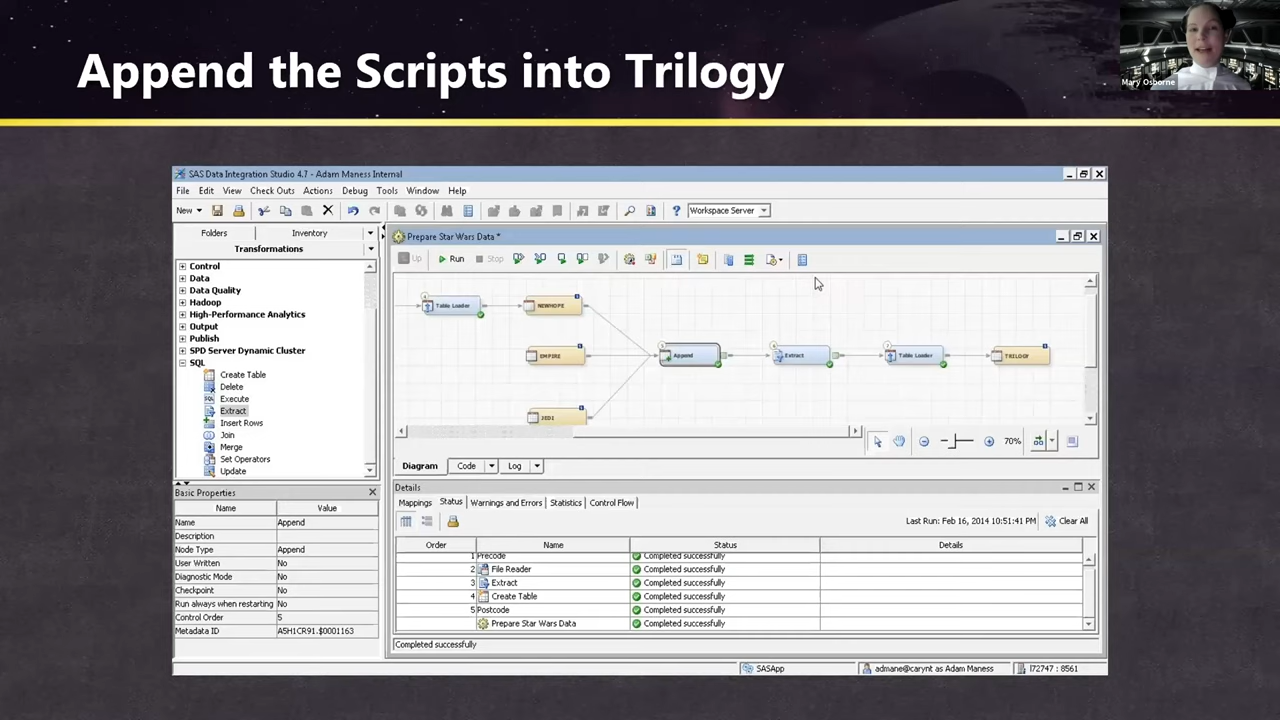 Append the Scripts into Trilogy
Mary Osborne
SAS Data Integration Studio 4.7 - Adam Maness Internal
File Edit View Check Outs Actions Debug Tools Window Help
New
Workspace Server
Folders Inventory
Transformations
Control
Data
Data Quality
Hadoop
High-Performance Analytics
Output
Publish
SPD Server Dynamic Cluster
SQL
Create Table
Delete
Execute
Extract
Insert Rows
Join
Merge
Set Operators
Update
Basic Properties
Name Value
Name Append
Description
Node Type Append
User Written No
Diagnostic Mode No
Checkpoint No
Run always when restarting No
Control Order 5
Metadata ID A5H1CR91.$0001163
Prepare Star Wars Data *
Up Run Stop
Table Loader NEWHOPE
EMPIRE Append Extract Table Loader TRILOGY
JEDI
70%
Diagram Code Log
Details
Mappings Status Warnings and Errors Statistics Control Flow
Last Run: Feb 16, 2014 10:51:41 PM Clear All
Order Name Status Details
1 Precode Completed successfully
2 File Reader Completed successfully
3 Extract Completed successfully
4 Create Table Completed successfully
5 Postcode Completed successfully
Prepare Star Wars Data Completed successfully
Completed successfully
SASApp admane@carynt as Adam Maness l72747 : 8561